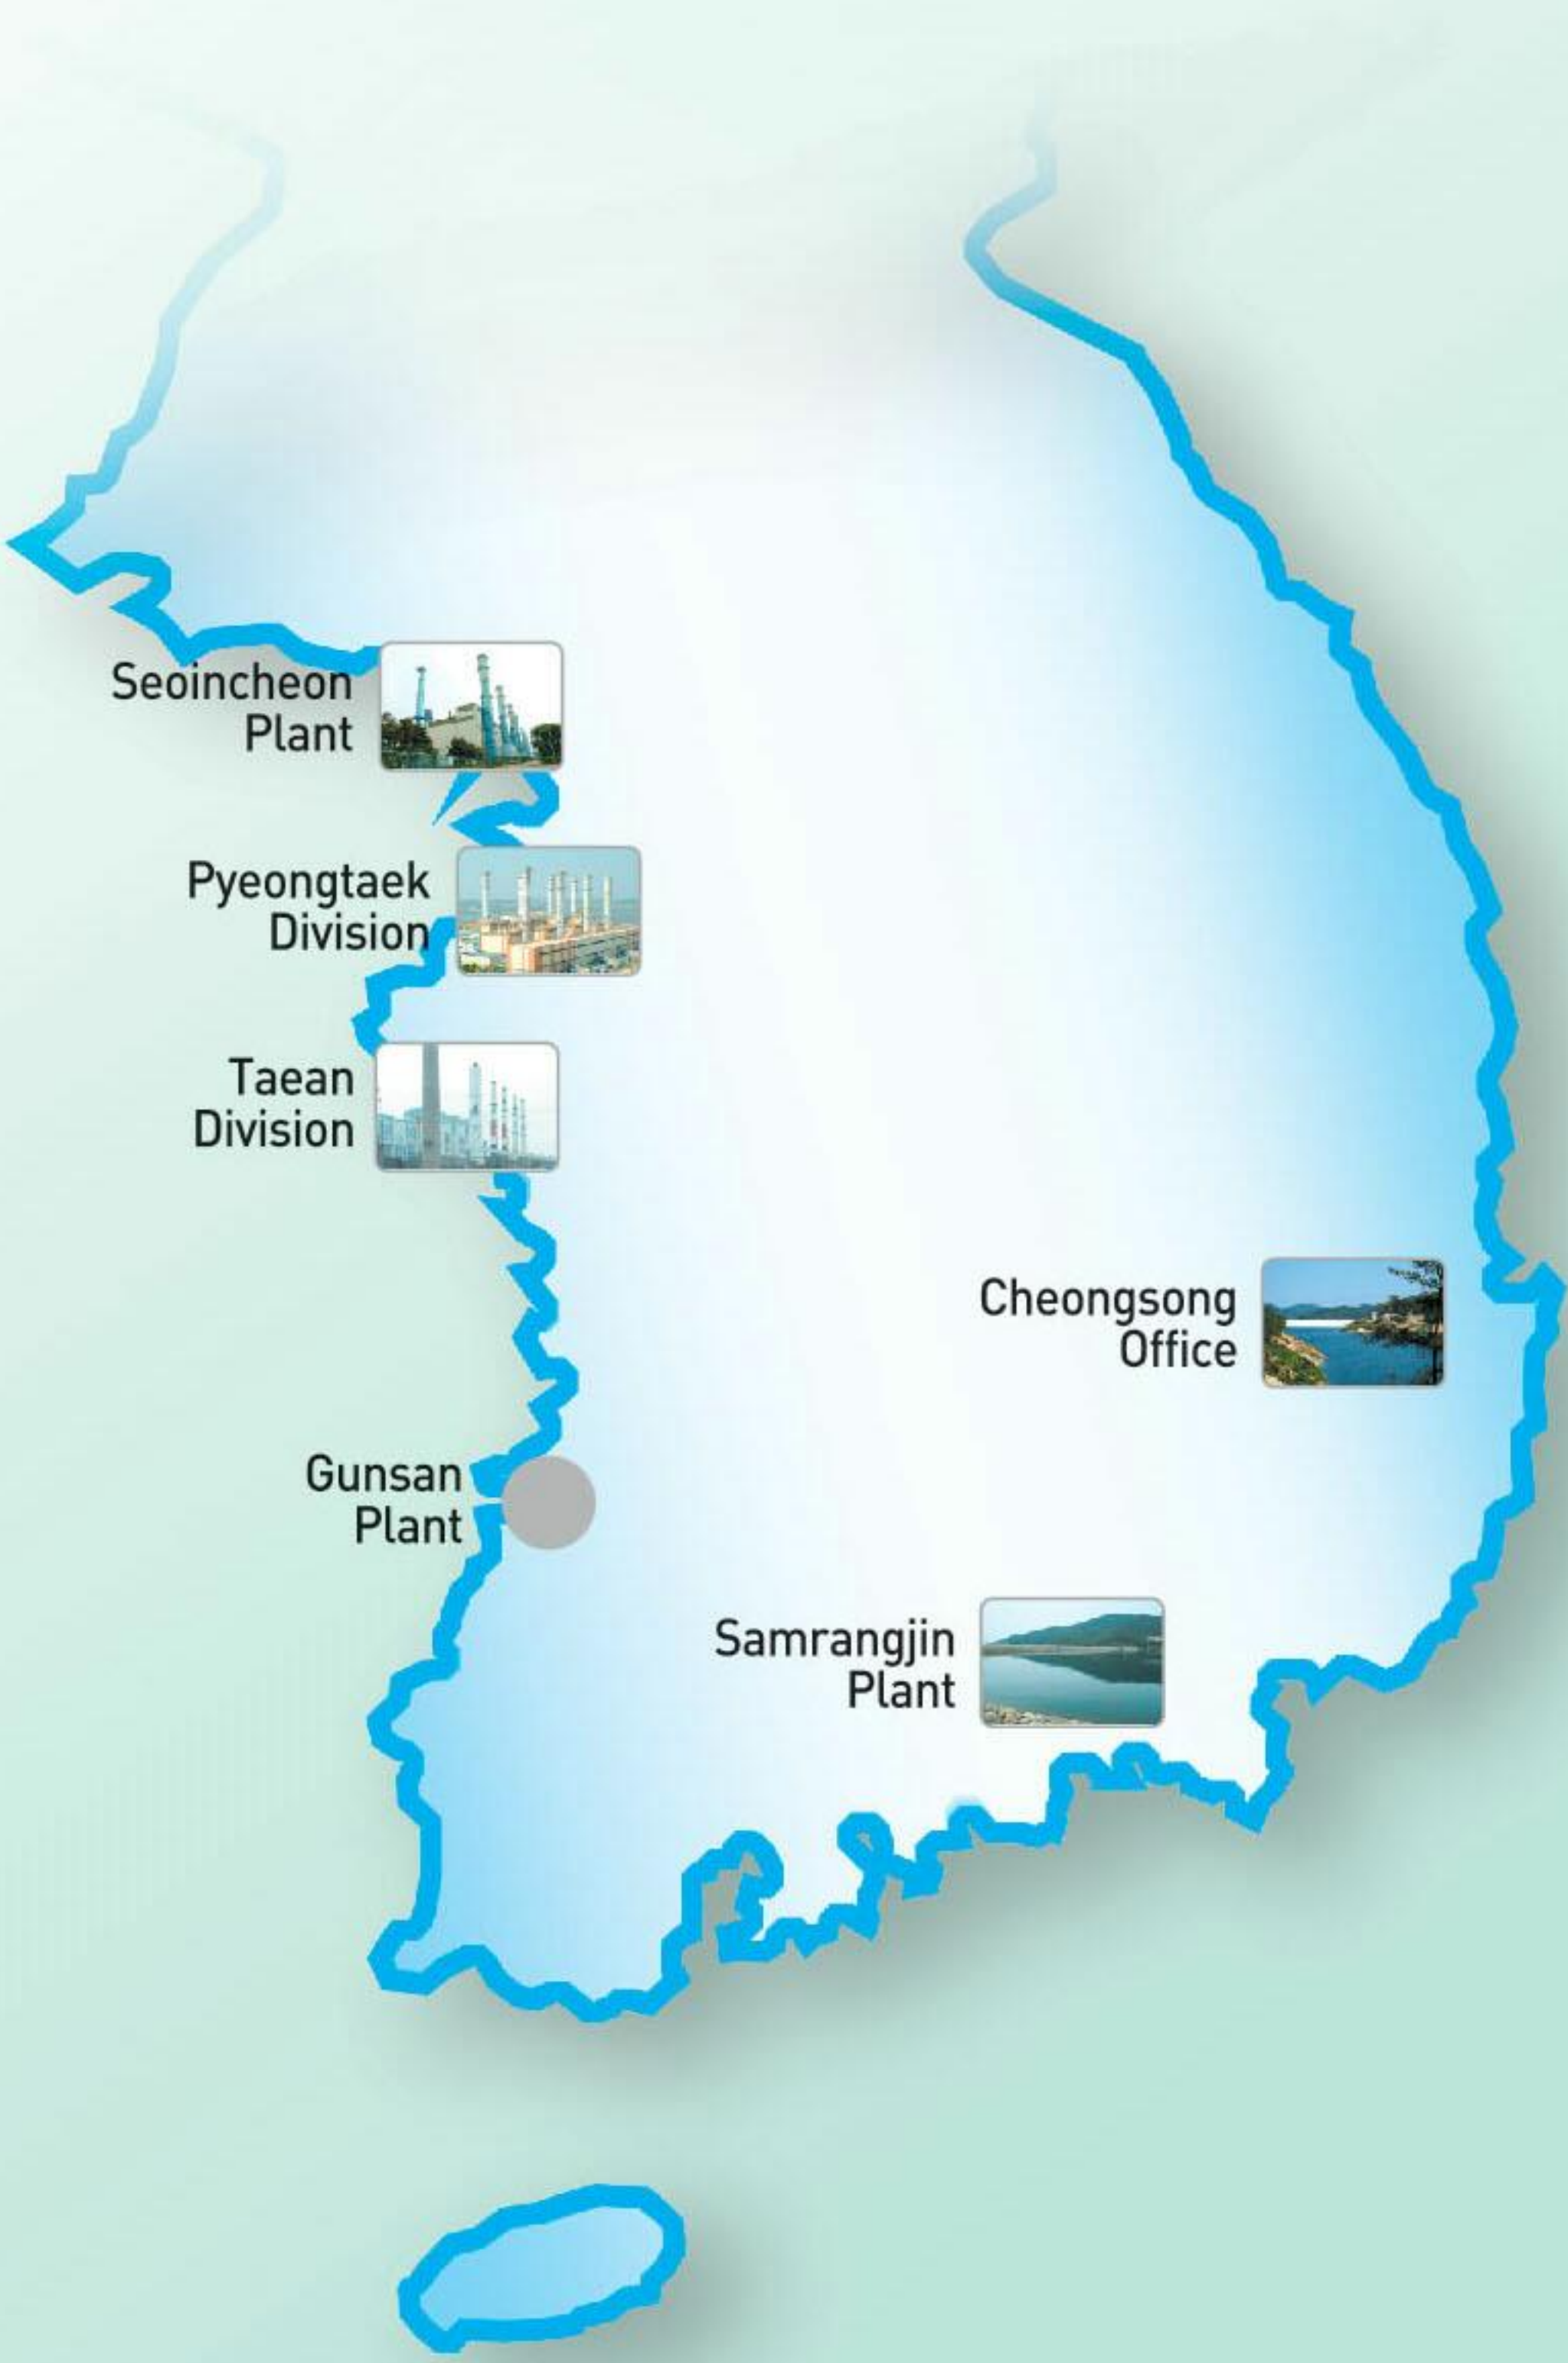 Seoincheon
Plant
Pyeongtaek
Division
Taean
Division
Cheongsong
Office
Gunsan
Plant
Samrangjin
Plant